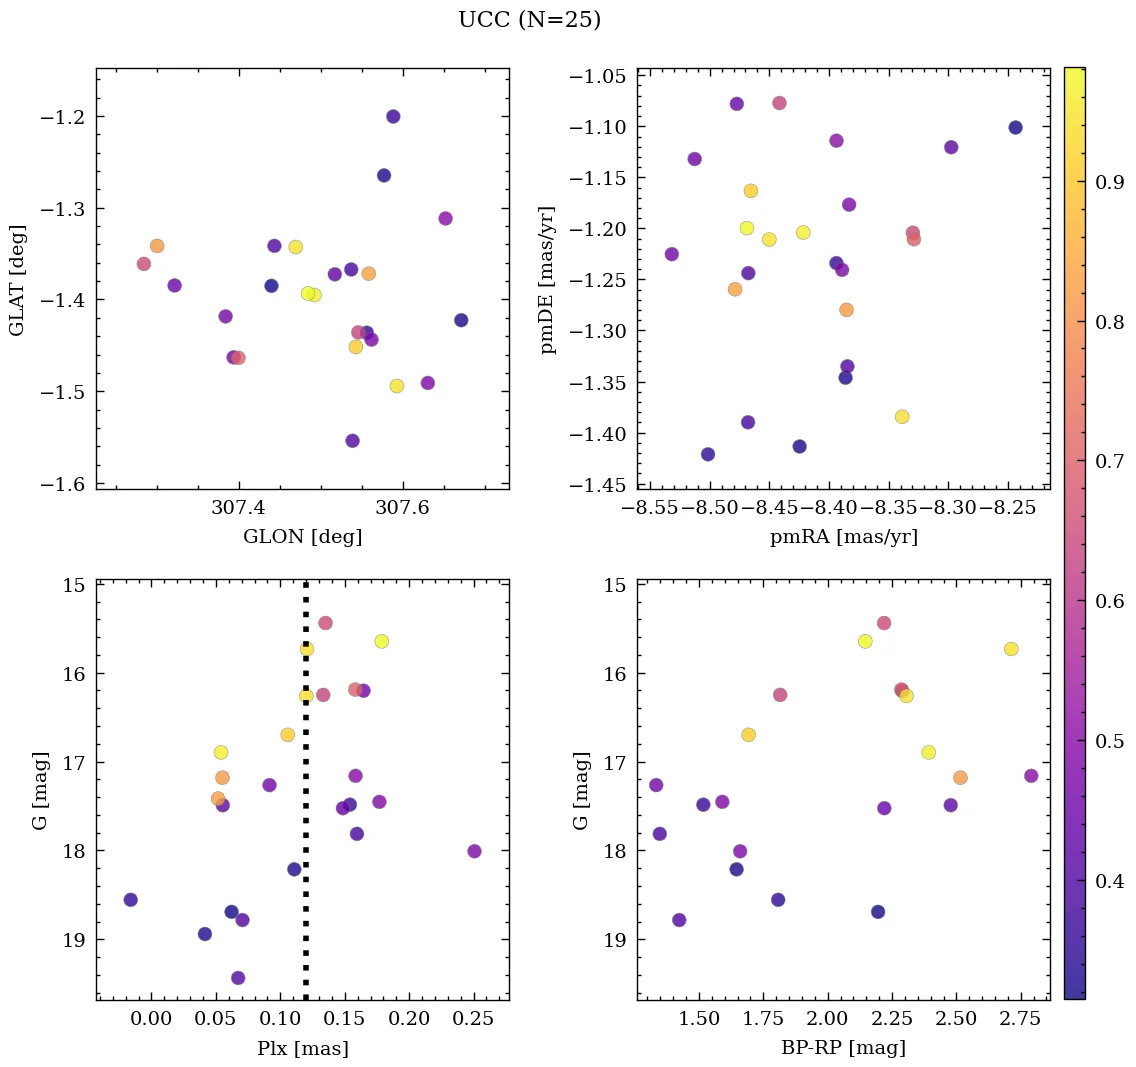 UCC (N=25)
−1.2
−1.3
−1.4
−1.5
−1.6
GLAT [deg]
307.4 307.6
GLON [deg]
−1.05
−1.10
−1.15
−1.20
−1.25
−1.30
−1.35
−1.40
−1.45
pmDE [mas/yr]
−8.55 −8.50 −8.45 −8.40 −8.35 −8.30 −8.25
pmRA [mas/yr]
15
16
17
18
19
G [mag]
0.00 0.05 0.10 0.15 0.20 0.25
Plx [mas]
15
16
17
18
19
G [mag]
1.50 1.75 2.00 2.25 2.50 2.75
BP-RP [mag]
0.9
0.8
0.7
0.6
0.5
0.4